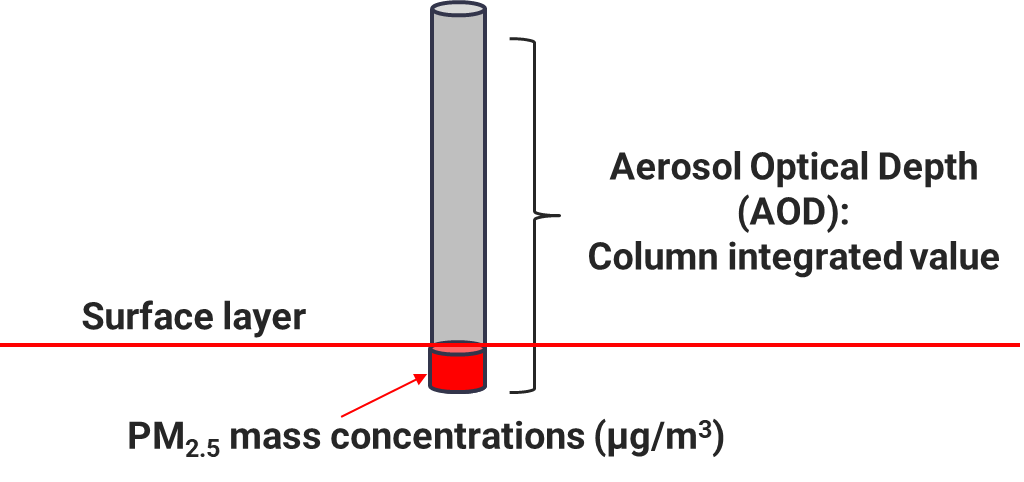 Aerosol Optical Depth
(AOD):
Column integrated value
Surface layer
PM₂.₅ mass concentrations (µg/m³)